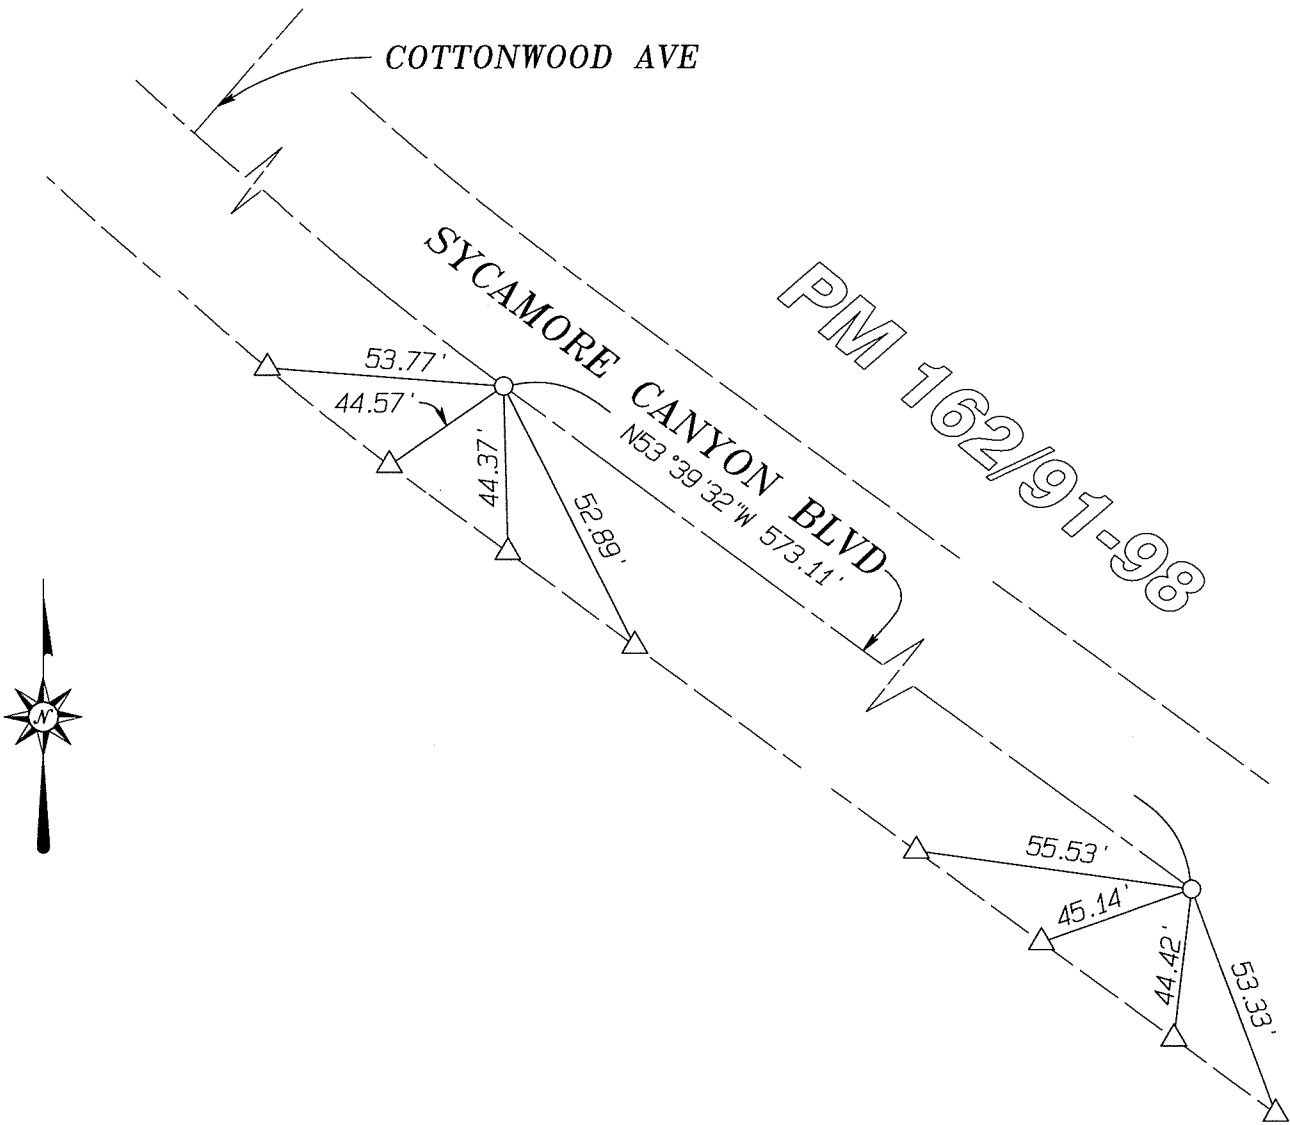 COTTONWOOD AVE
SYCAMORE CANYON BLVD
N53°39'32"W 573.11'
PM 162/91-98
53.77'
44.57'
44.37'
52.89'
N
55.53'
45.14'
44.42'
53.33'